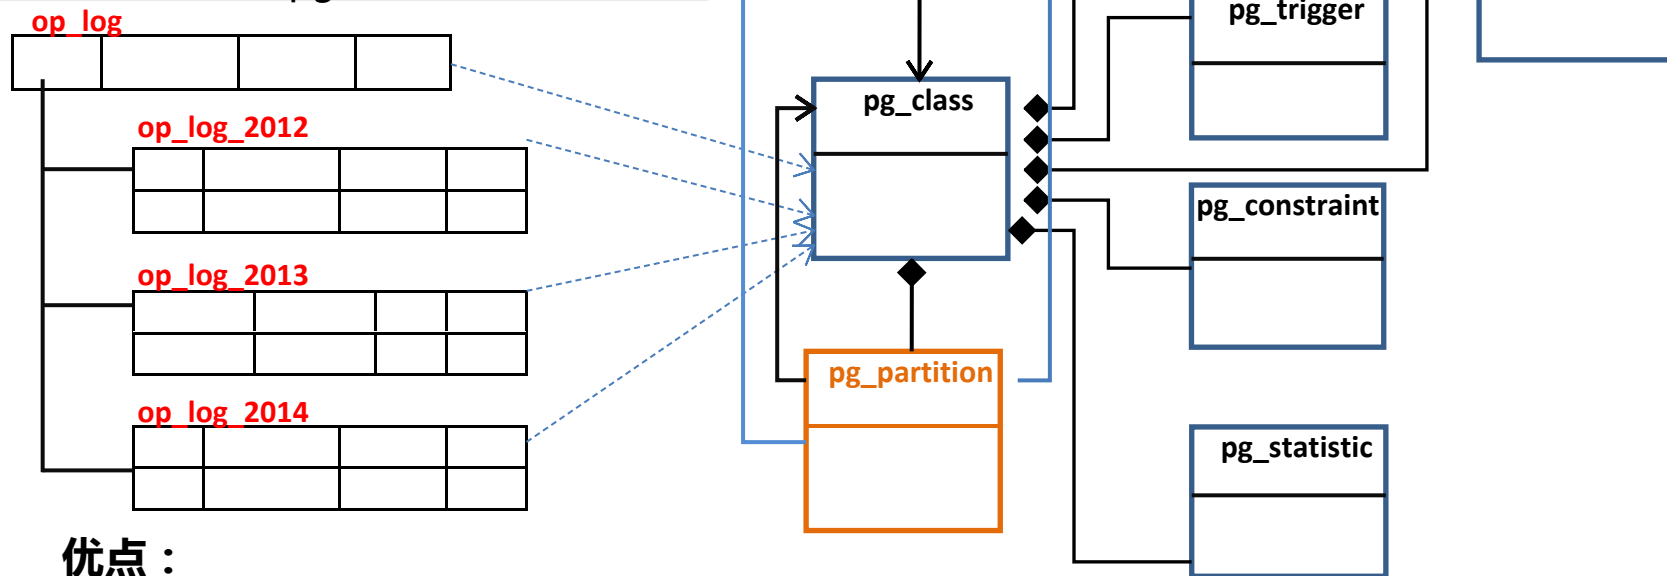 op_log
pg_trigger
pg_class
op_log_2012
pg_constraint
op_log_2013
pg_partition
op_log_2014
pg_statistic
优点：